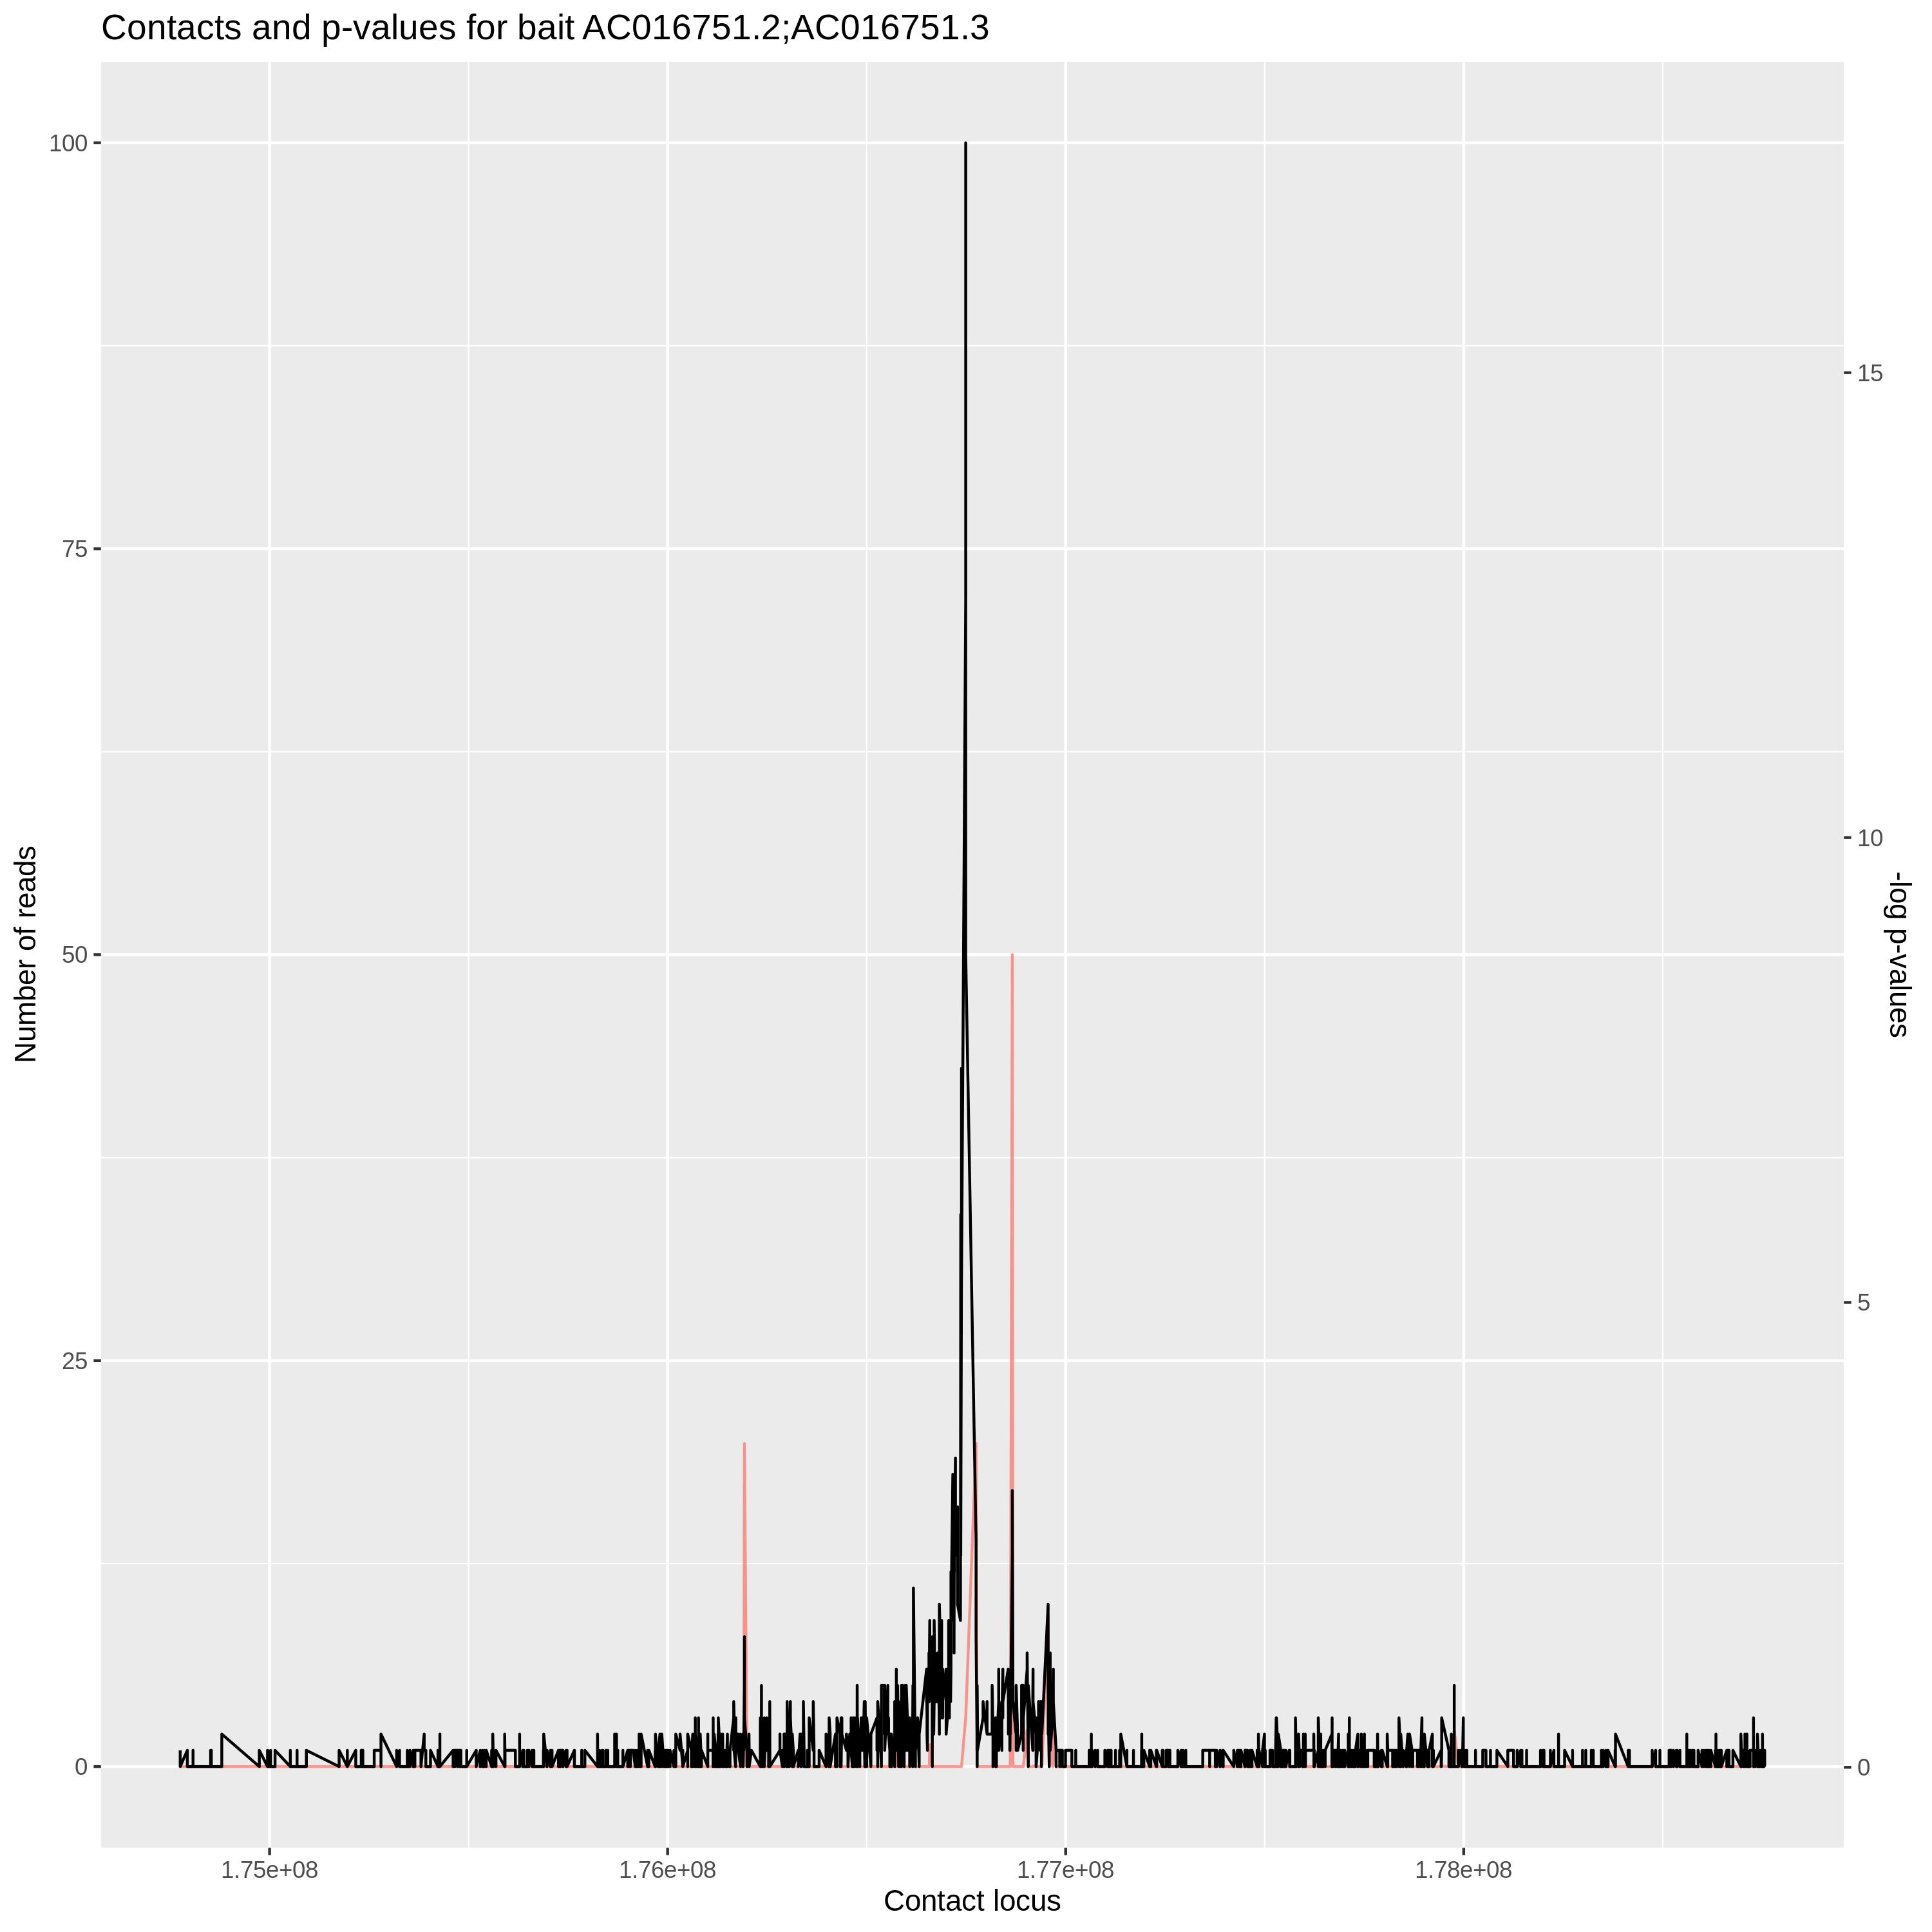 Contacts and p-values for bait AC016751.2;AC016751.3
100
75
50
25
0
Number of reads
15
10
5
0
-log p-values
1.75e+08
1.76e+08
1.77e+08
1.78e+08
Contact locus